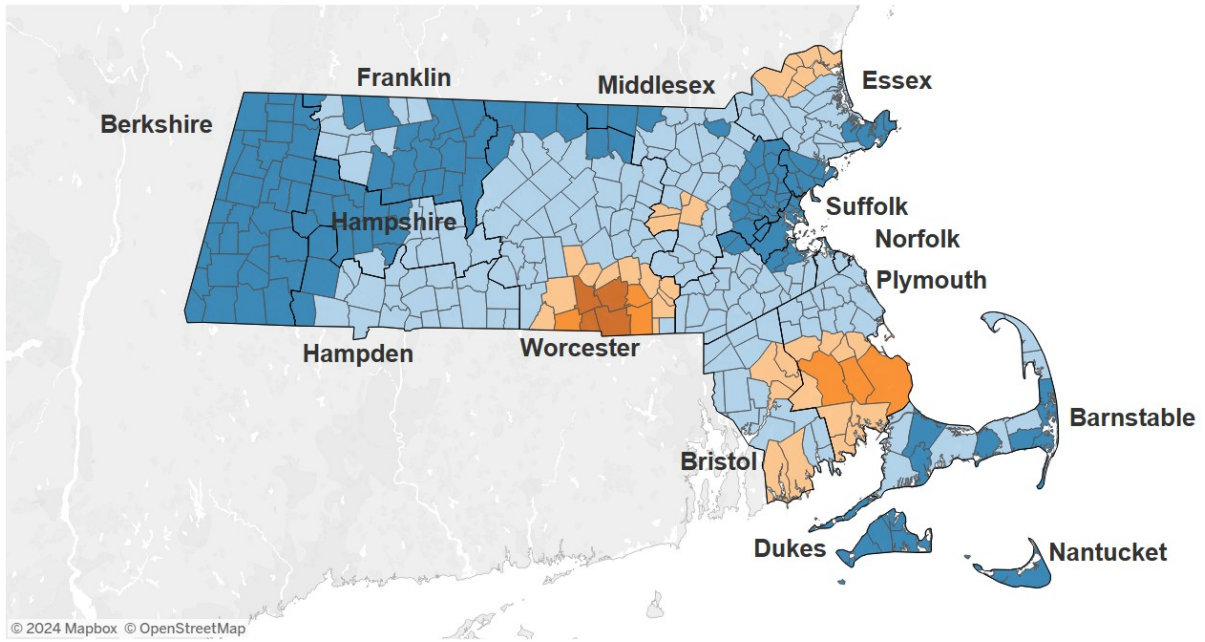 Franklin
Middlesex
Essex
Berkshire
Suffolk
Hampshire
Norfolk
Plymouth
Worcester
Hampden
Barnstable
Bristol
Dukes
Nantucket
© 2024 Mapbox © OpenStreetMap